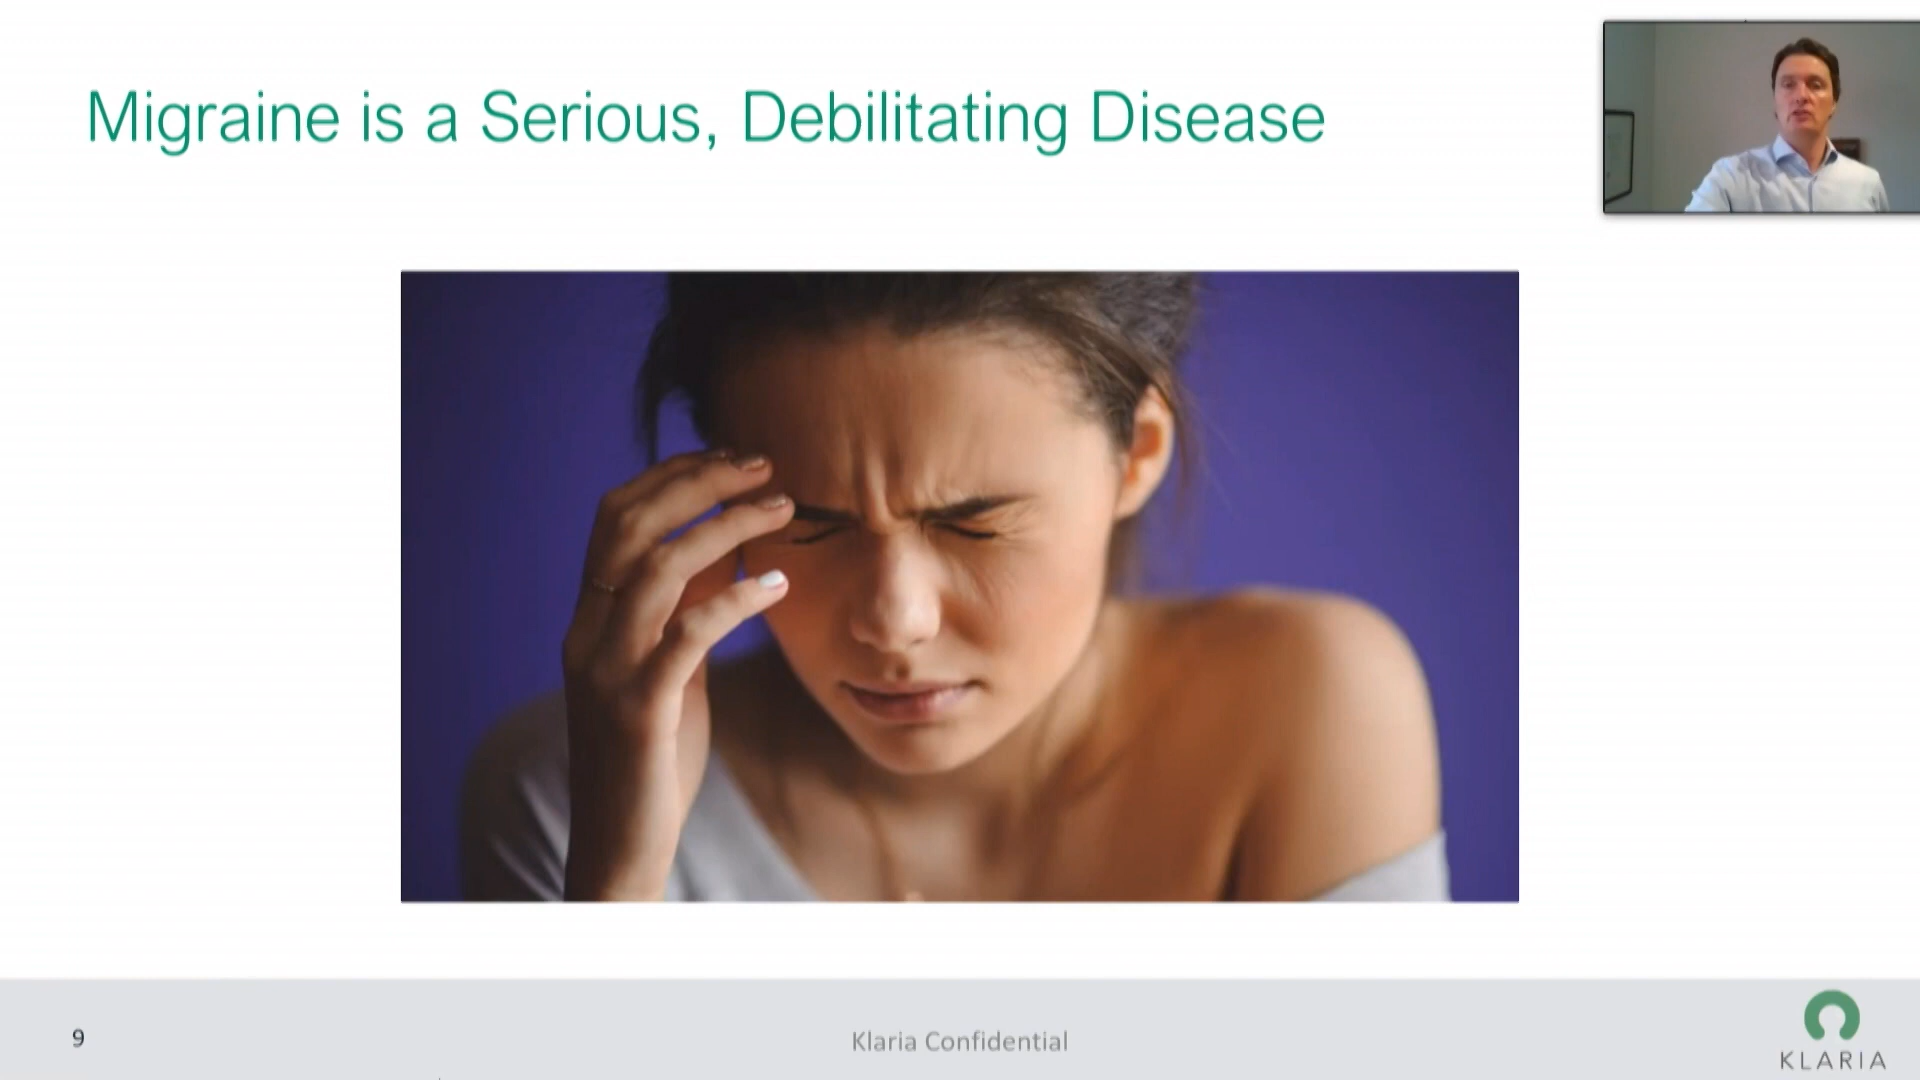 Migraine is a Serious, Debilitating Disease
9
Klaria Confidential
KLARIA